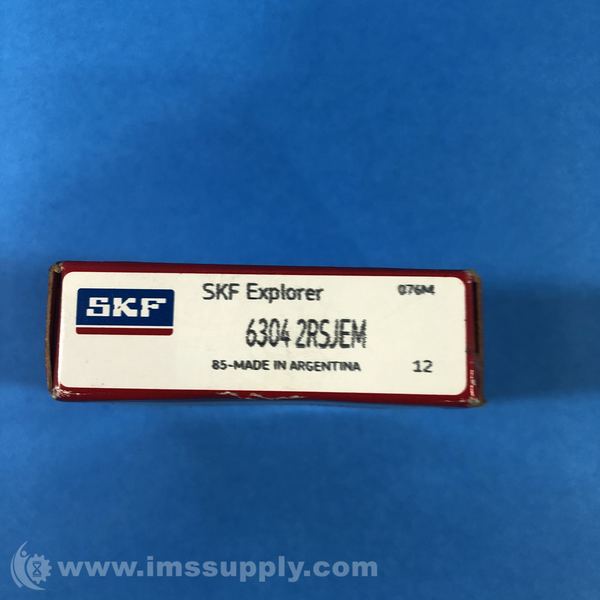 SKF
SKF Explorer 076M
6304 2RSJEM
85-MADE IN ARGENTINA 12
www.imssupply.com